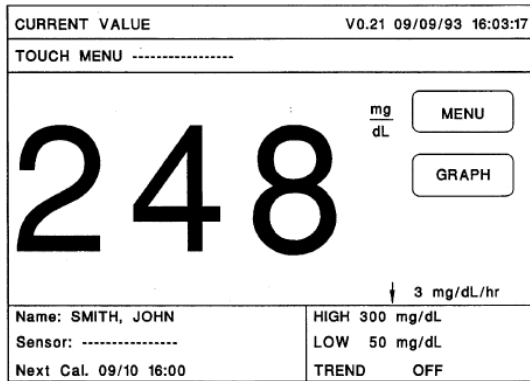 CURRENT VALUE V0.21 09/09/93 16:03:17
TOUCH MENU -----------------
248 mg/dL
MENU
GRAPH
↓ 3 mg/dL/hr
Name: SMITH, JOHN
Sensor: ----------------
Next Cal. 09/10 16:00
HIGH 300 mg/dL
LOW 50 mg/dL
TREND OFF